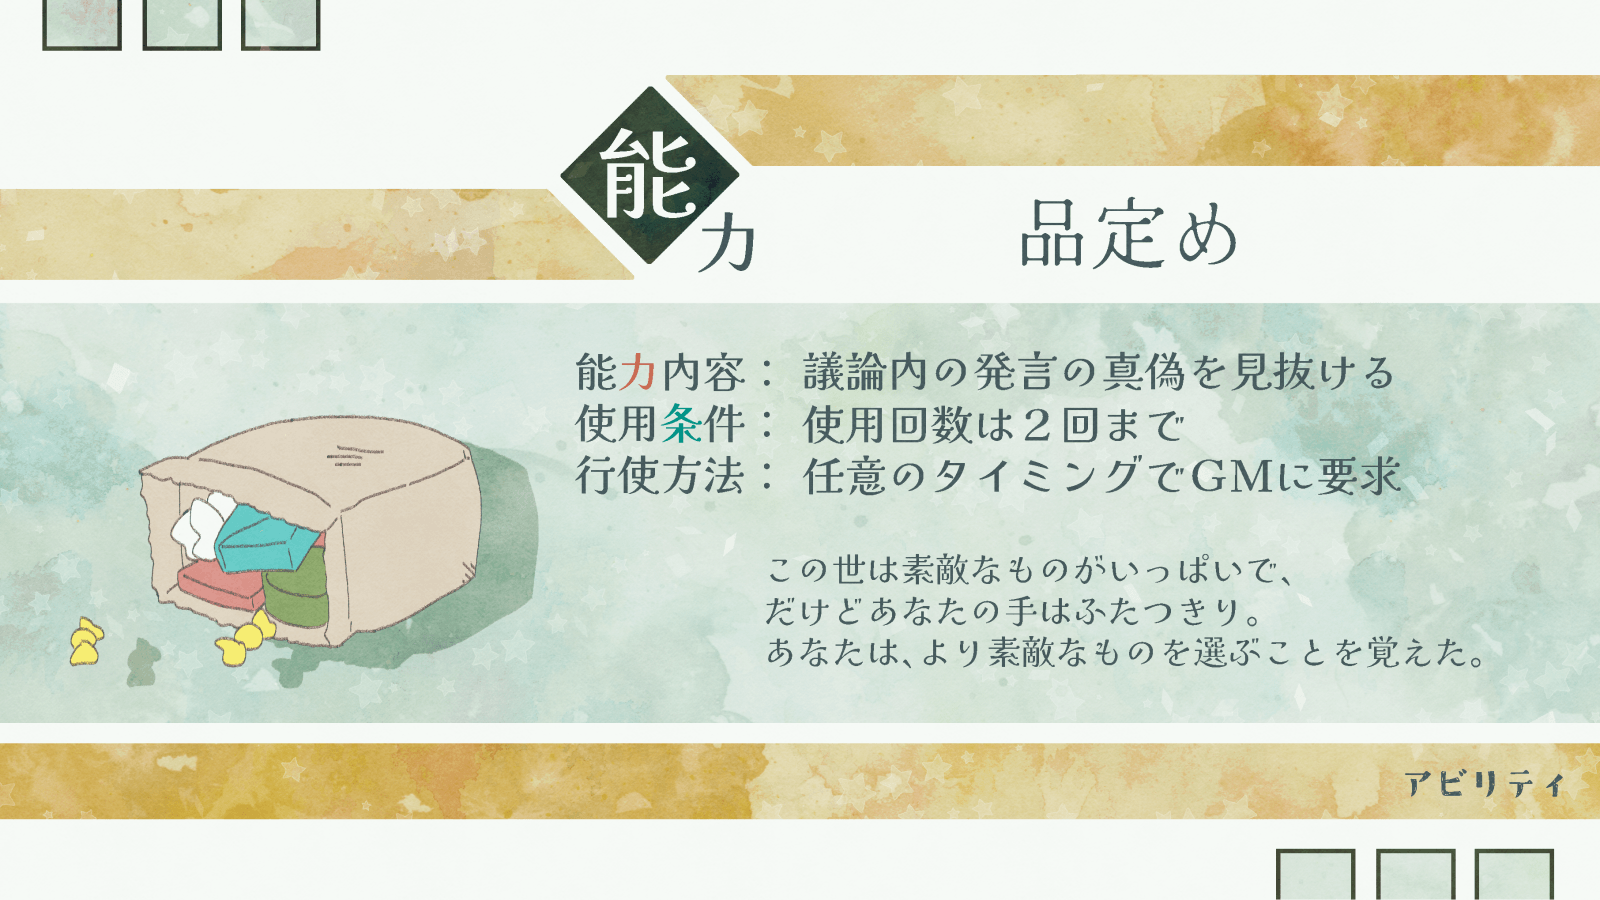 能力
品定め
能力内容： 議論内の発言の真偽を見抜ける
使用条件： 使用回数は２回まで
行使方法： 任意のタイミングでGMに要求
この世は素敵なものがいっぱいで、
だけどあなたの手はふたつきり。
あなたは、より素敵なものを選ぶことを覚えた。
アビリティ